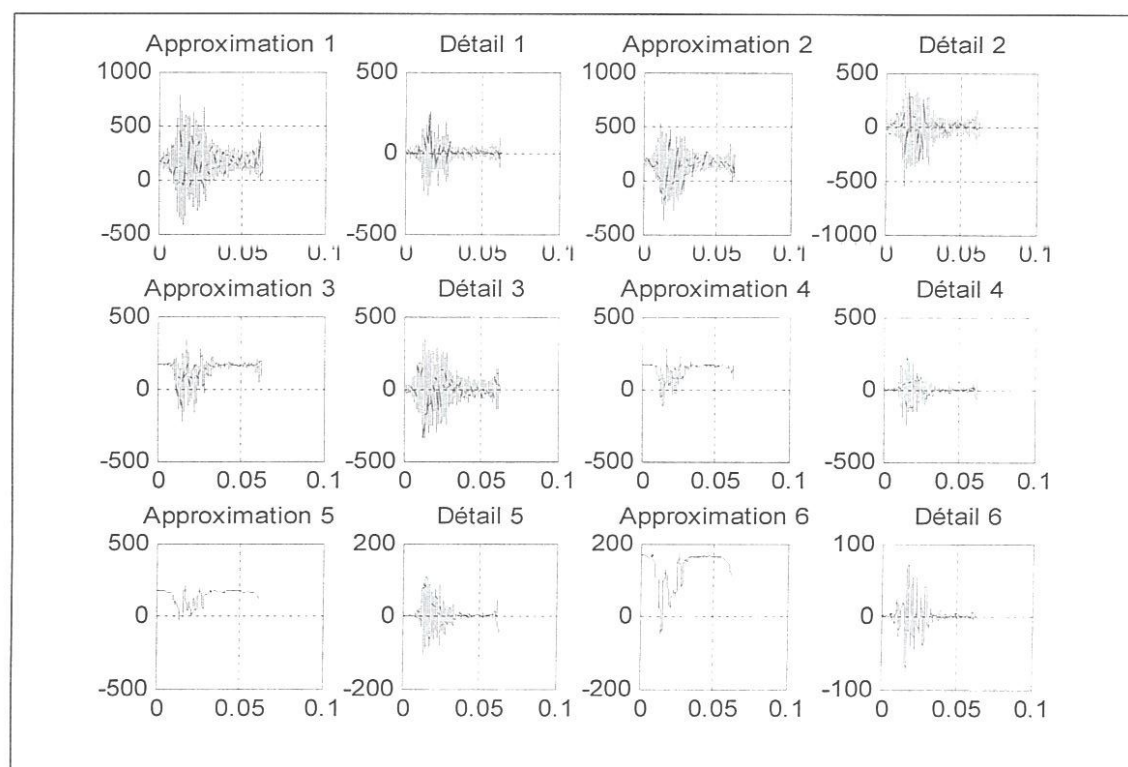 Approximation 1 Détail 1 Approximation 2 Détail 2
1000 500 1000 500
500 0 500 0
0 0 -500
-500 -500 -500 -1000
0 0.05 0.1 0 0.05 0.1 0 0.05 0.1 0 0.05 0.1
Approximation 3 Détail 3 Approximation 4 Détail 4
500 500 500 500
0 0 0 0
-500 -500 -500 -500
0 0.05 0.1 0 0.05 0.1 0 0.05 0.1 0 0.05 0.1
Approximation 5 Détail 5 Approximation 6 Détail 6
500 200 200 100
0 0 0 0
-500 -200 -200 -100
0 0.05 0.1 0 0.05 0.1 0 0.05 0.1 0 0.05 0.1